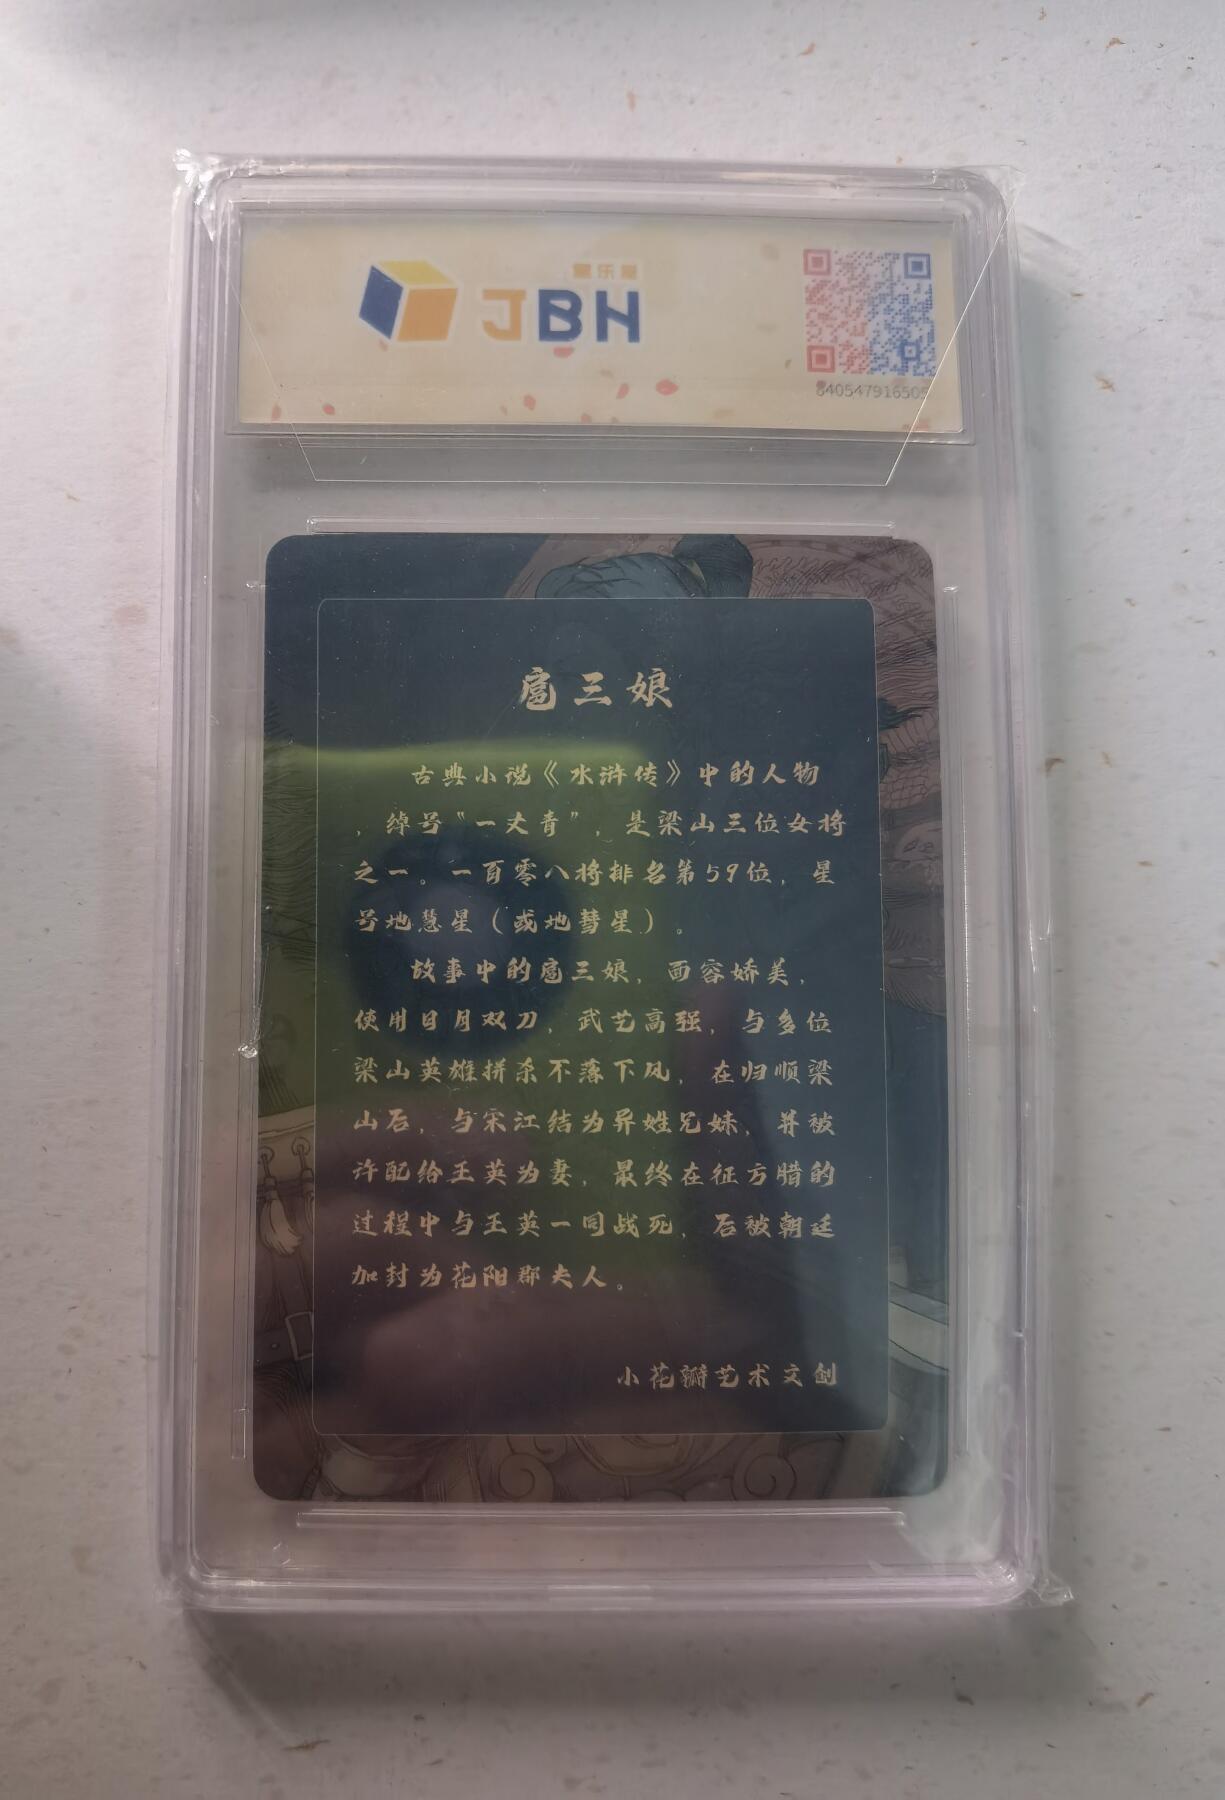 JBH
扈三娘
古典小说《水浒传》中的人物
，绰号“一丈青”，是梁山三位女将
之一。一百零八将排名第59位，星
号地慧星（或地彗星）。
故事中的扈三娘，面容娇美，
使用日月双刀，武艺高强，与多位
梁山英雄拼杀不落下风，在归顺梁
山后，与宋江结为异姓兄妹，并被
许配给王英为妻，最终在征方腊的
过程中与王英一同战死，后被朝廷
加封为花阳郡夫人。
小花瓣艺术文创